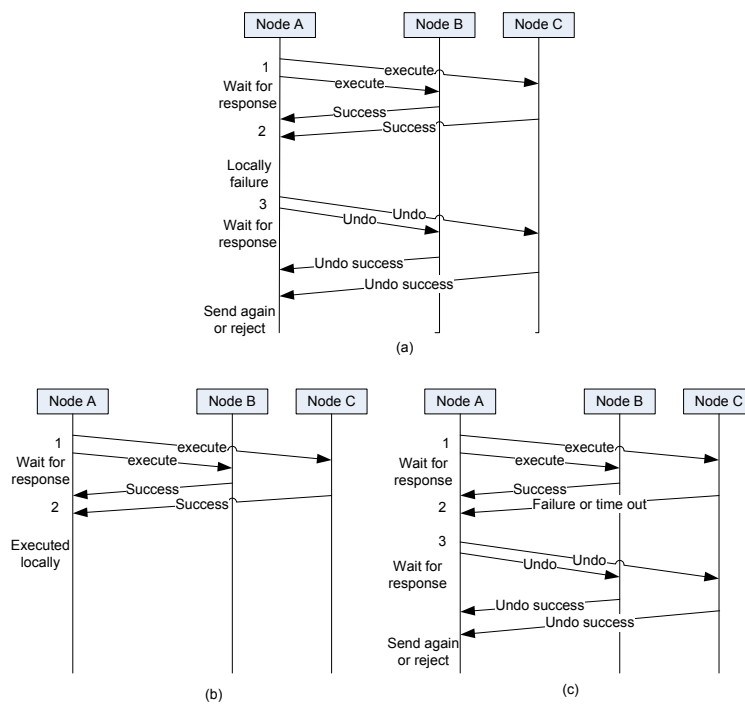 Node A
Node B
Node C
1
execute
Wait for
response
execute
Success
Success
2
Locally
failure
3
Undo
Wait for
response
Undo
Undo success
Undo success
Send again
or reject
(a)
Node A
Node B
Node C
1
execute
Wait for
response
execute
Success
2
Success
Executed
locally
(b)
Node A
Node B
Node C
1
execute
Wait for
response
execute
Success
2
Failure or time out
3
Undo
Wait for
response
Undo
Undo success
Undo success
Send again
or reject
(c)